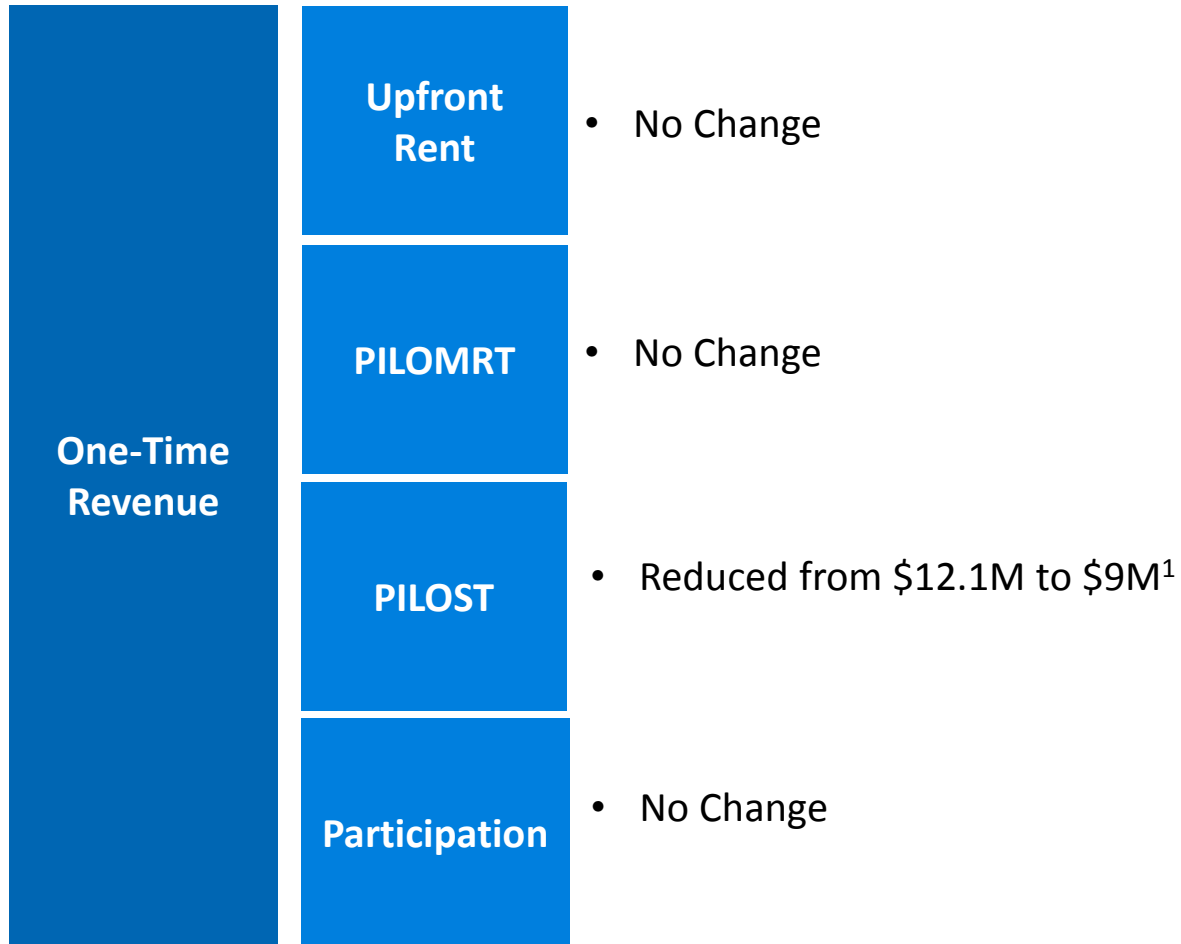 One-Time
Revenue
Upfront
Rent
• No Change
PILOMRT
• No Change
PILOST
• Reduced from $12.1M to $9M¹
Participation
• No Change